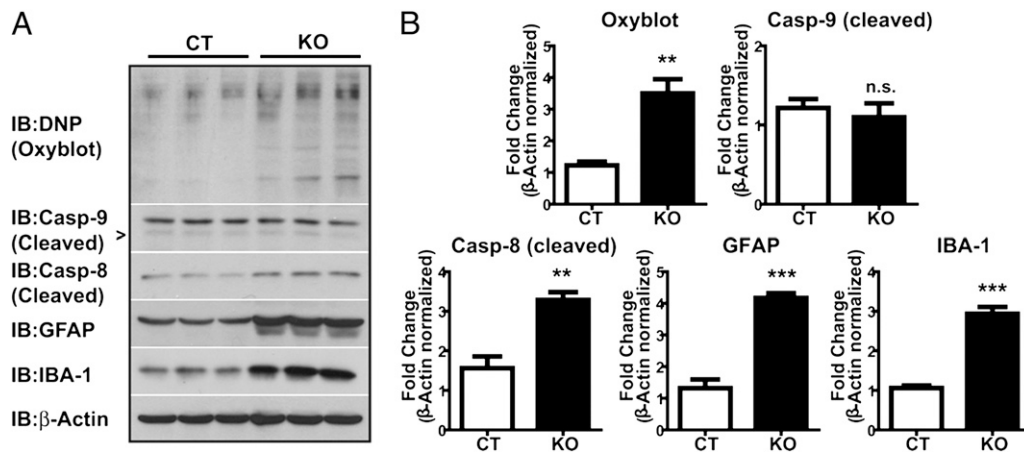 A
CT KO
IB:DNP
(Oxyblot)
IB:Casp-9
(Cleaved) >
IB:Casp-8
(Cleaved)
IB:GFAP
IB:IBA-1
IB:β-Actin
B
Oxyblot
Fold Change
(β-Actin normalized)
5
4
3
2
1
0
**
CT KO
Casp-9 (cleaved)
Fold Change
(β-Actin normalized)
2
1
0
n.s.
CT KO
Casp-8 (cleaved)
Fold Change
(β-Actin normalized)
4
3
2
1
0
**
CT KO
GFAP
Fold Change
(β-Actin normalized)
5
4
3
2
1
0
***
CT KO
IBA-1
Fold Change
(β-Actin normalized)
4
3
2
1
0
***
CT KO